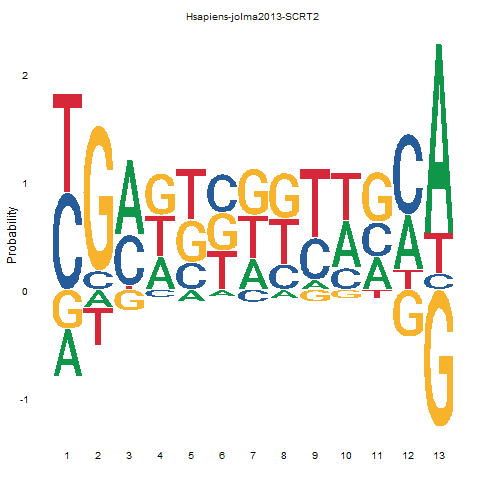 Hsapiens-jolma2013-SCRT2
2
1
0
-1
Probability
T G A G T C G G T T G C A
C C C T G G T T C A C A T
G A T A C T A C A C A T C
A T G C A A C A G G T G G
1 2 3 4 5 6 7 8 9 10 11 12 13